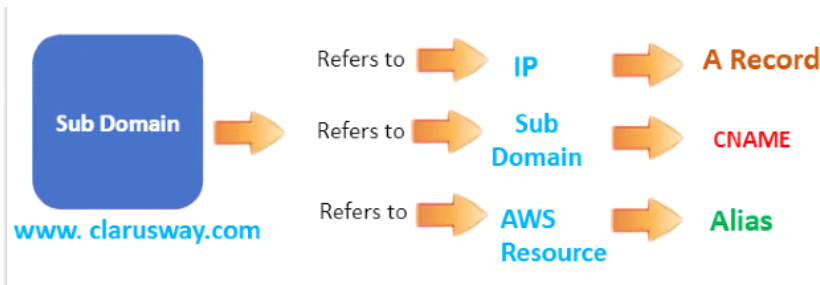 Sub Domain
www. clarusway.com
Refers to
IP
A Record
Refers to
Sub
Domain
CNAME
Refers to
AWS
Resource
Alias